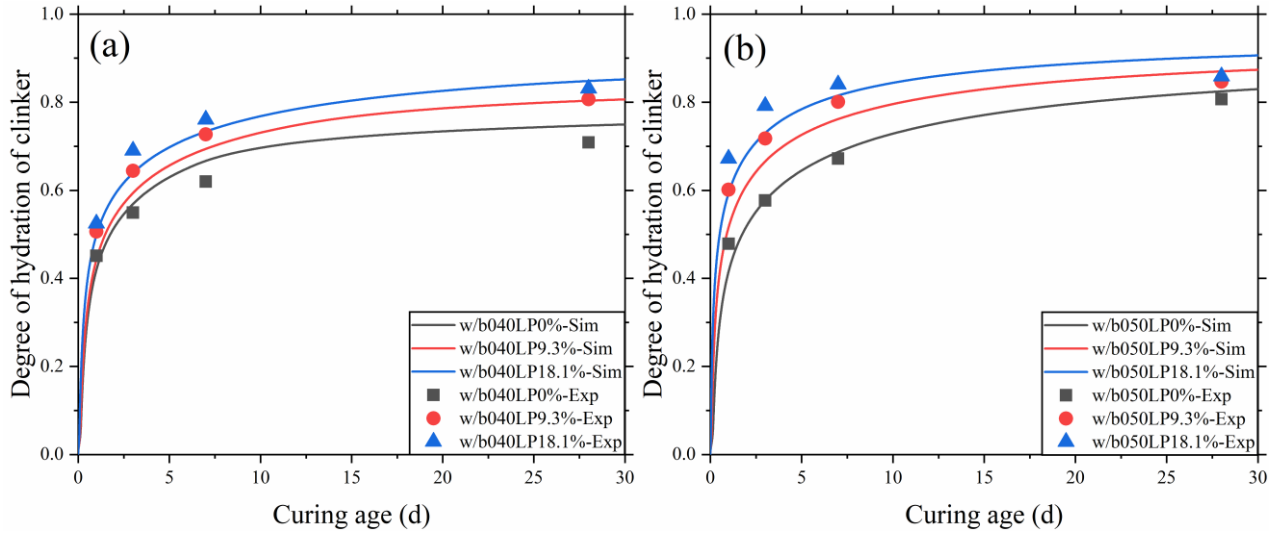 (a)
Degree of hydration of clinker
1.0
0.8
0.6
0.4
0.2
0.0
0
5
10
15
20
25
30
Curing age (d)
w/b040LP0%-Sim
w/b040LP9.3%-Sim
w/b040LP18.1%-Sim
w/b040LP0%-Exp
w/b040LP9.3%-Exp
w/b040LP18.1%-Exp
(b)
Degree of hydration of clinker
1.0
0.8
0.6
0.4
0.2
0.0
0
5
10
15
20
25
30
Curing age (d)
w/b050LP0%-Sim
w/b050LP9.3%-Sim
w/b050LP18.1%-Sim
w/b050LP0%-Exp
w/b050LP9.3%-Exp
w/b050LP18.1%-Exp